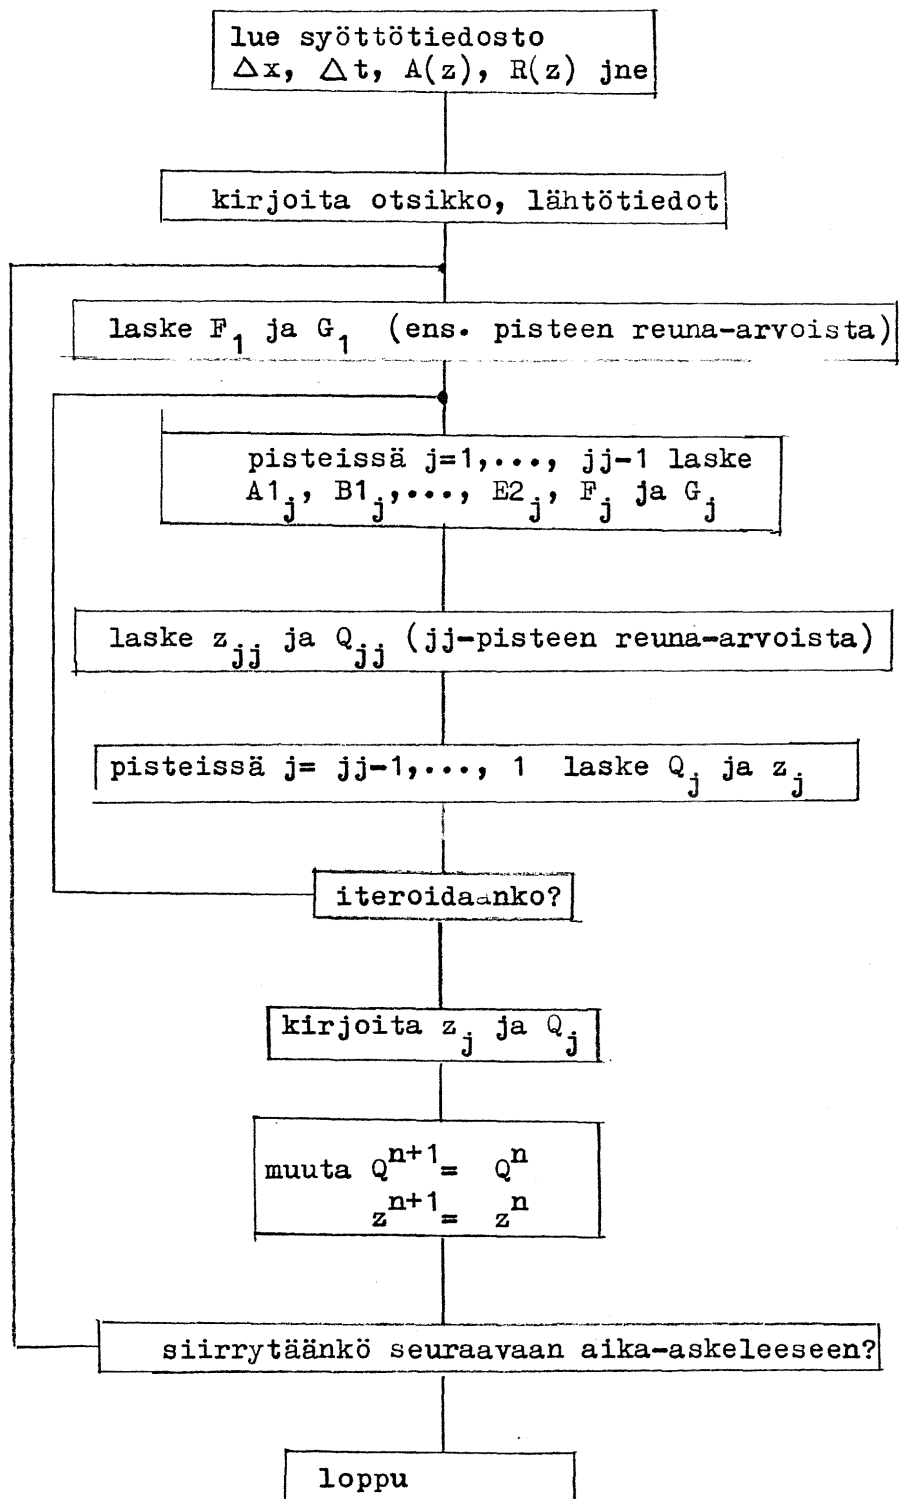 lue syöttötiedosto
Δx, Δt, A(z), R(z) jne
kirjoita otsikko, lähtötiedot
laske F₁ ja G₁ (ens. pisteen reuna-arvoista)
pisteissä j=1,..., jj-1 laske
A1ⱼ, B1ⱼ,..., E2ⱼ, Fⱼ ja Gⱼ
laske zⱼⱼ ja Qⱼⱼ (jj-pisteen reuna-arvoista)
pisteissä j= jj-1,..., 1 laske Qⱼ ja zⱼ
iteroidaanko?
kirjoita zⱼ ja Qⱼ
muuta Qⁿ⁺¹= Qⁿ
zⁿ⁺¹= zⁿ
siirrytäänkö seuraavaan aika-askeleeseen?
loppu